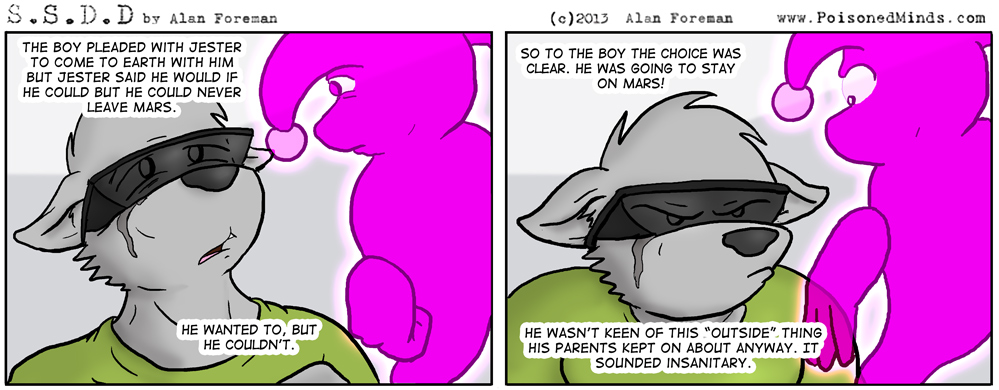 S.S.D.D by Alan Foreman
(c)2013 Alan Foreman
www.PoisonedMinds.com
THE BOY PLEADED WITH JESTER
TO COME TO EARTH WITH HIM
BUT JESTER SAID HE WOULD IF
HE COULD BUT HE COULD NEVER
LEAVE MARS.
HE WANTED TO, BUT
HE COULDN'T.
SO TO THE BOY THE CHOICE WAS
CLEAR. HE WAS GOING TO STAY
ON MARS!
HE WASN'T KEEN OF THIS "OUTSIDE" THING
HIS PARENTS KEPT ON ABOUT ANYWAY. IT
SOUNDED INSANITARY.